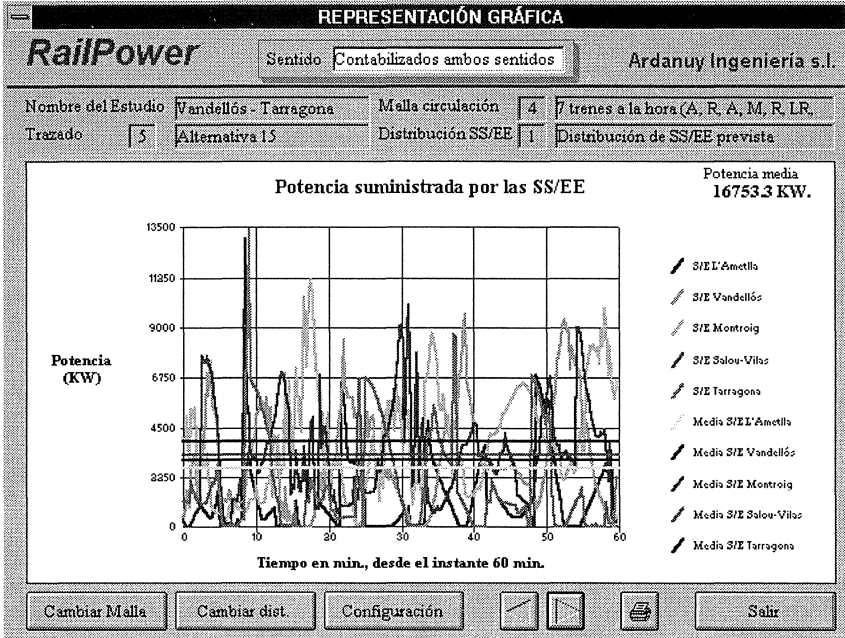 REPRESENTACIÓN GRÁFICA
RailPower
Sentido Contabilizados ambos sentidos
Ardanuy Ingeniería s.l.
Nombre del Estudio Vandellós - Tarragona Malla circulación 4 7 trenes a la hora (A, R, A, M, R, LR,
Trazado 5 Alternativa 15 Distribución SS/EE 1 Distribución de SS/EE prevista
Potencia suministrada por las SS/EE
Potencia media
16753.3 KW.
13500
11250
9000
6750
4500
2250
0
Potencia
(KW)
0 10 20 30 40 50 60
Tiempo en min., desde el instante 60 min.
S/E L'Ametlla
S/E Vandellós
S/E Montroig
S/E Salou-Vilas
S/E Tarragona
Media S/E L'Ametlla
Media S/E Vandellós
Media S/E Montroig
Media S/E Salou-Vilas
Media S/E Tarragona
Cambiar Malla Cambiar dist. Configuración Salir